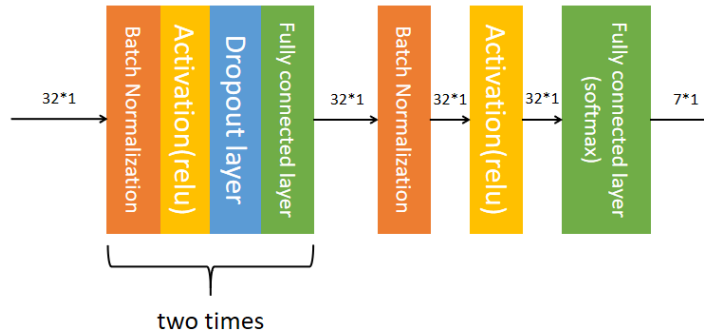 32*1
Batch Normalization
Activation(relu)
Dropout layer
Fully connected layer
32*1
Batch Normalization
32*1
Activation(relu)
32*1
Fully connected layer
(softmax)
7*1
two times